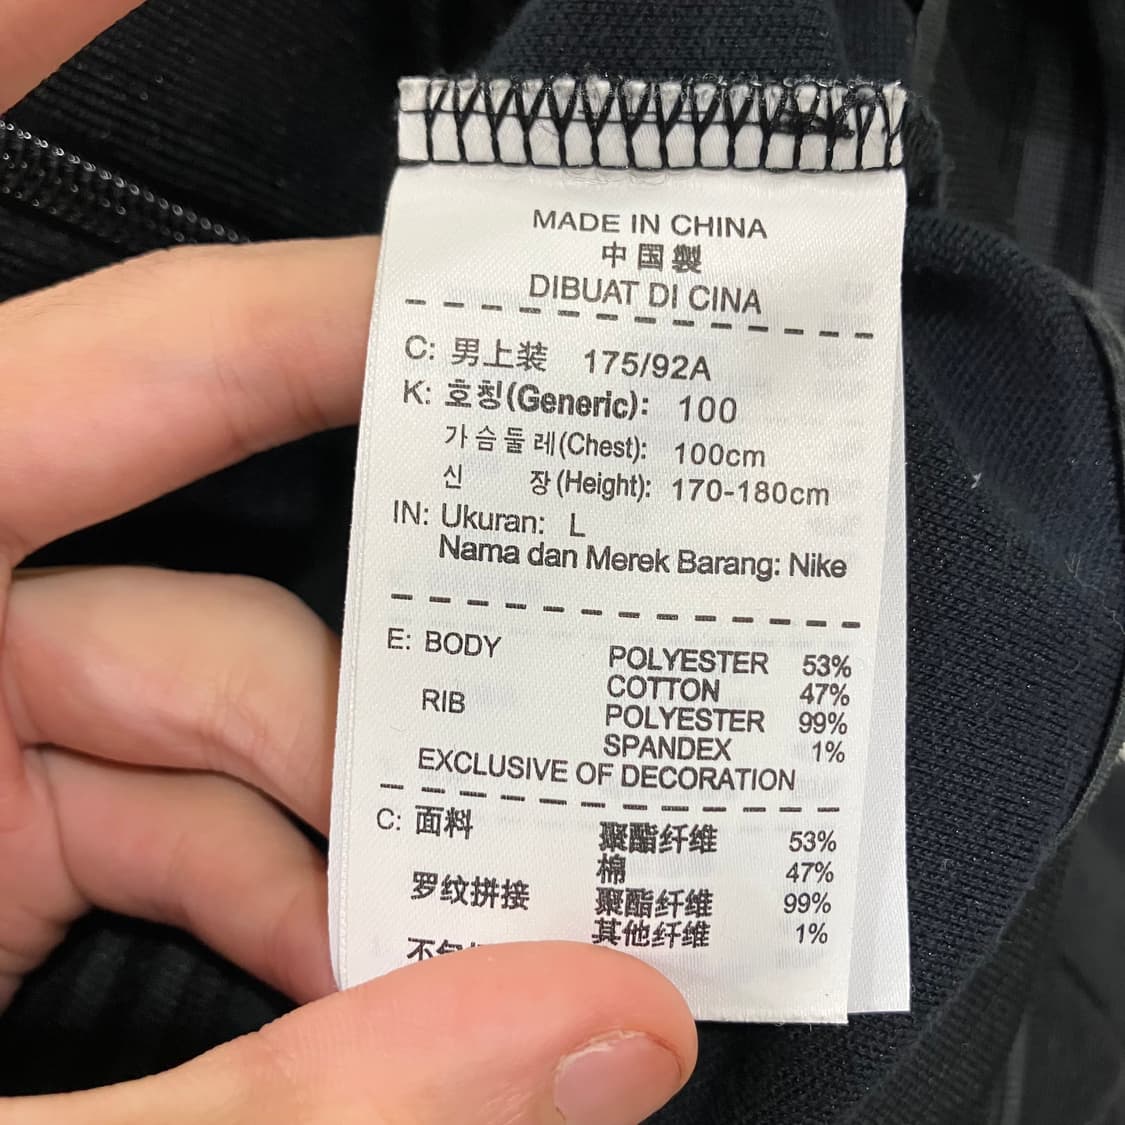 MADE IN CHINA
中国製
DIBUAT DI CINA
C: 男上装 175/92A
K: 호칭(Generic): 100
가슴둘레(Chest): 100cm
신 장(Height): 170-180cm
IN: Ukuran: L
Nama dan Merek Barang: Nike
E: BODY POLYESTER 53%
COTTON 47%
RIB POLYESTER 99%
SPANDEX 1%
EXCLUSIVE OF DECORATION
C: 面料 聚酯纤维 53%
棉 47%
罗纹拼接 聚酯纤维 99%
其他纤维 1%
不